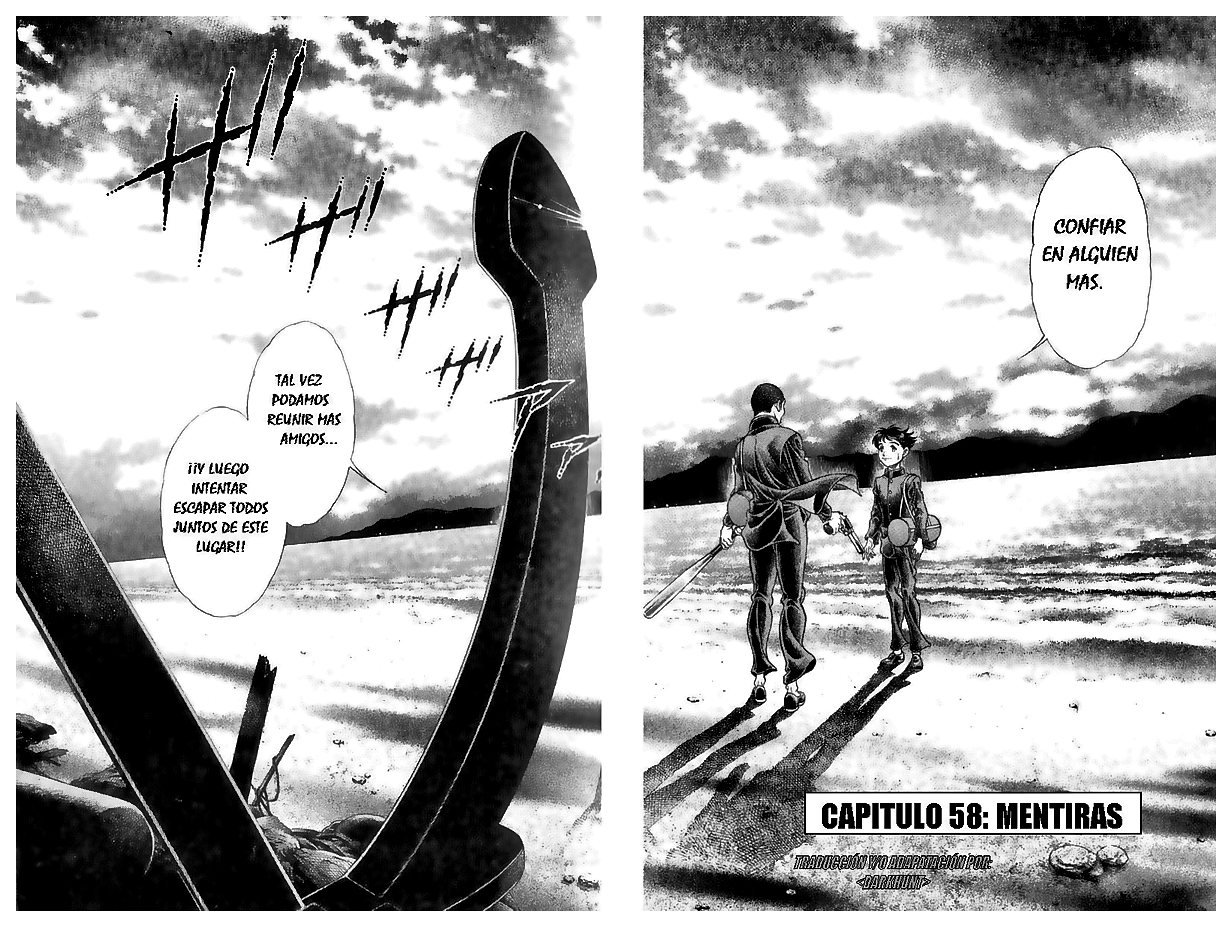 CONFIAR
EN ALGUIEN
MAS.
TAL VEZ
PODAMOS
REUNIR MAS
AMIGOS...
¡¡Y LUEGO
INTENTAR
ESCAPAR TODOS
JUNTOS DE ESTE
LUGAR!!
CAPITULO 58: MENTIRAS
TRADUCCIÓN Y/O ADAPATACIÓN POR:
<DARKHUNT>